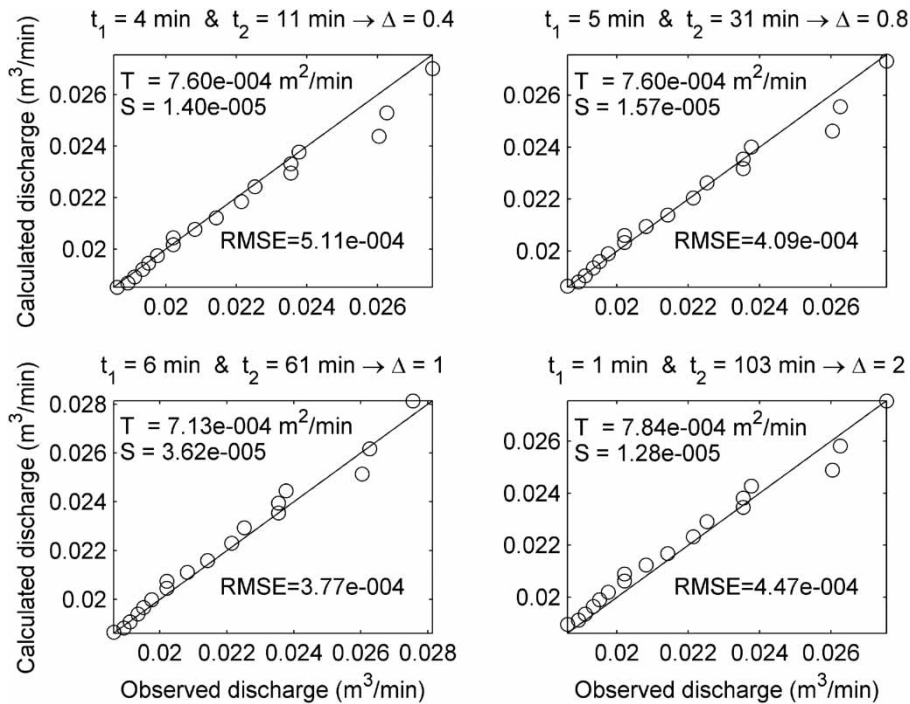 t₁ = 4 min & t₂ = 11 min → Δ = 0.4
Calculated discharge (m³/min)
0.026
0.024
0.022
0.02
T = 7.60e-004 m²/min
S = 1.40e-005
RMSE=5.11e-004
0.02 0.022 0.024 0.026
t₁ = 5 min & t₂ = 31 min → Δ = 0.8
0.026
0.024
0.022
0.02
T = 7.60e-004 m²/min
S = 1.57e-005
RMSE=4.09e-004
0.02 0.022 0.024 0.026
t₁ = 6 min & t₂ = 61 min → Δ = 1
Calculated discharge (m³/min)
0.028
0.026
0.024
0.022
0.02
T = 7.13e-004 m²/min
S = 3.62e-005
RMSE=3.77e-004
0.02 0.022 0.024 0.026 0.028
Observed discharge (m³/min)
t₁ = 1 min & t₂ = 103 min → Δ = 2
0.026
0.024
0.022
0.02
T = 7.84e-004 m²/min
S = 1.28e-005
RMSE=4.47e-004
0.02 0.022 0.024 0.026
Observed discharge (m³/min)